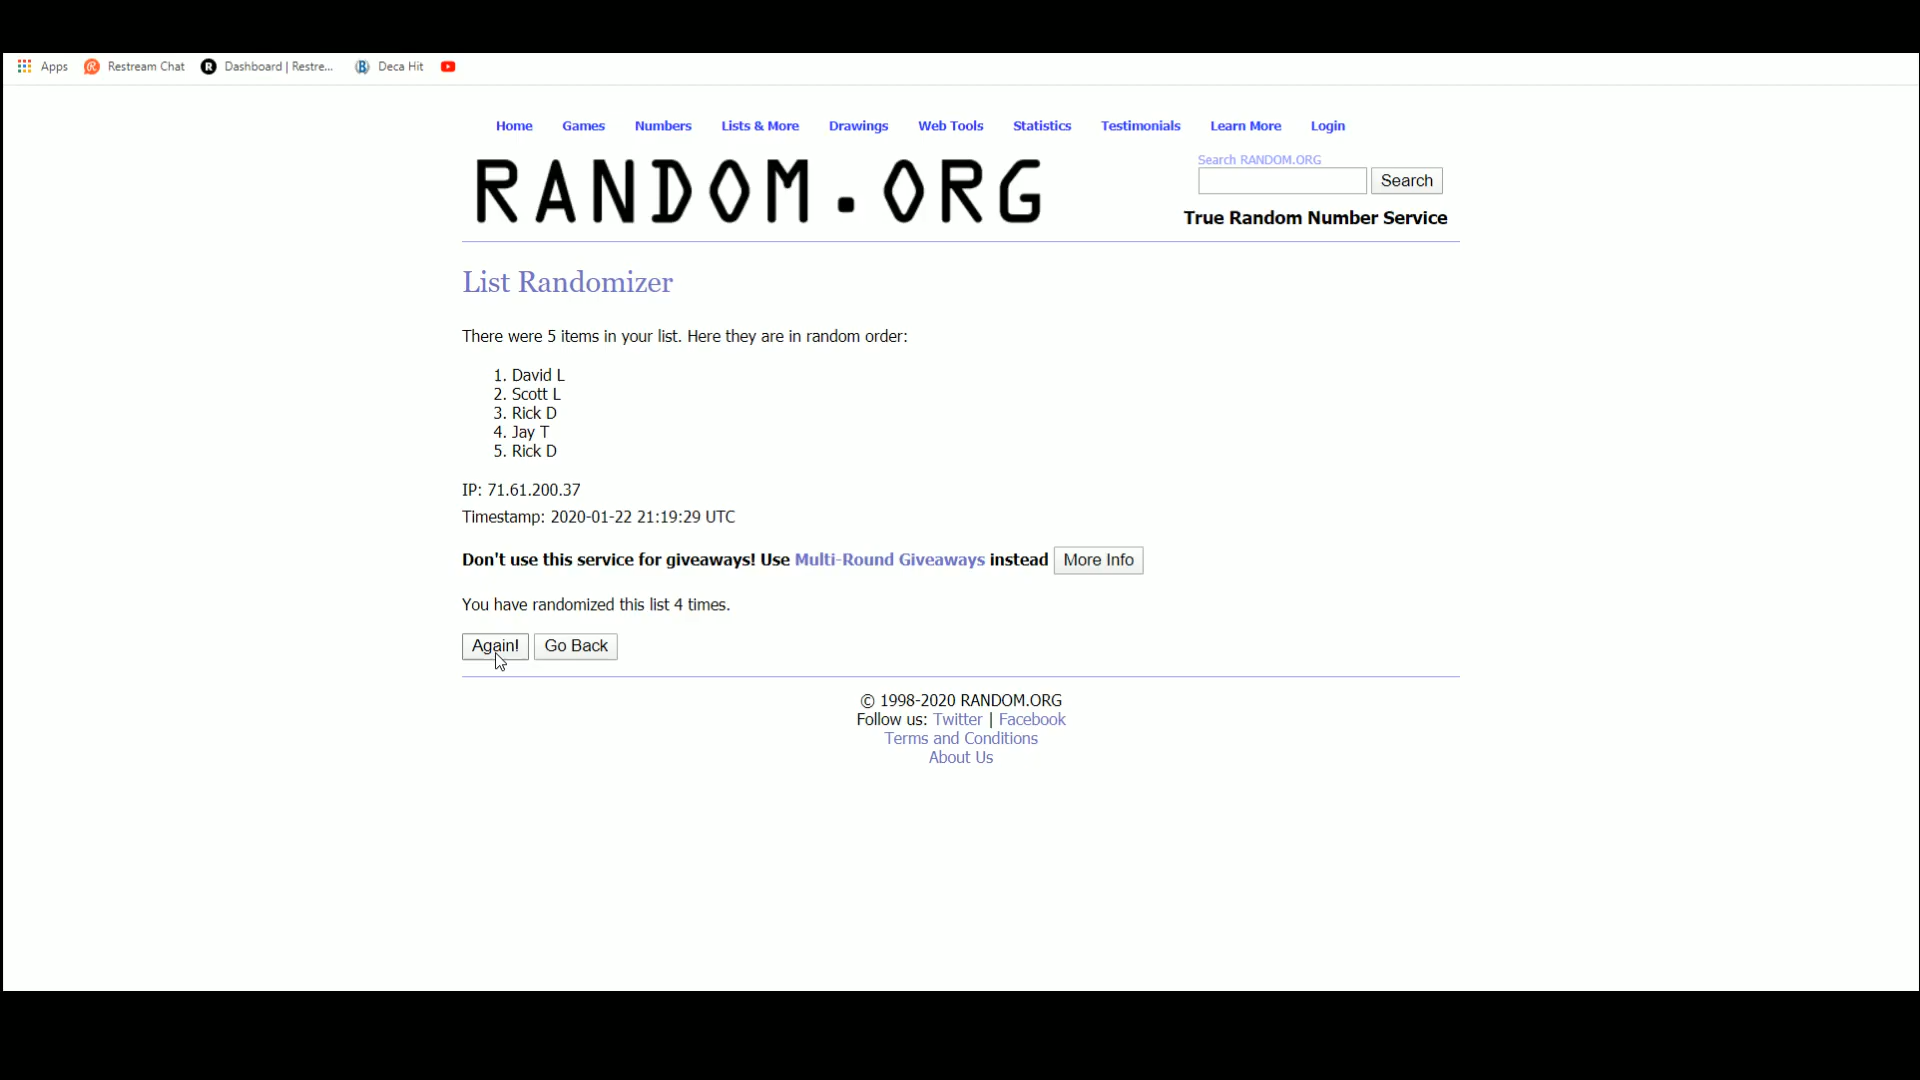 Apps Restream Chat Dashboard | Restre... Deca Hit
Home Games Numbers Lists & More Drawings Web Tools Statistics Testimonials Learn More Login
RANDOM.ORG
Search RANDOM.ORG
Search
True Random Number Service
List Randomizer
There were 5 items in your list. Here they are in random order:
1. David L
2. Scott L
3. Rick D
4. Jay T
5. Rick D
IP: 71.61.200.37
Timestamp: 2020-01-22 21:19:29 UTC
Don't use this service for giveaways! Use Multi-Round Giveaways instead More Info
You have randomized this list 4 times.
Again! Go Back
© 1998-2020 RANDOM.ORG
Follow us: Twitter | Facebook
Terms and Conditions
About Us